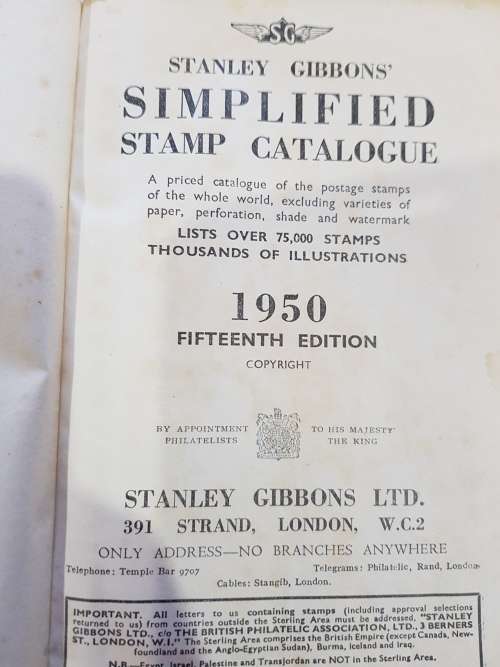 SG
STANLEY GIBBONS'
SIMPLIFIED
STAMP CATALOGUE
A priced catalogue of the postage stamps
of the whole world, excluding varieties of
paper, perforation, shade and watermark
LISTS OVER 75,000 STAMPS
THOUSANDS OF ILLUSTRATIONS
1950
FIFTEENTH EDITION
COPYRIGHT
BY APPOINTMENT TO HIS MAJESTY
PHILATELISTS THE KING
STANLEY GIBBONS LTD.
391 STRAND, LONDON, W.C.2
ONLY ADDRESS—NO BRANCHES ANYWHERE
Telephone: Temple Bar 9707 Telegrams: Philatelic, Rand, London
Cables: Stangib, London.
IMPORTANT. All letters to us containing stamps (including approval selections
returned to us) from countries outside the Sterling Area must be addressed, "STANLEY
GIBBONS LTD., c/o THE BRITISH PHILATELIC ASSOCIATION, LTD., 3 BERNERS
ST., LONDON, W.1." The Sterling Area comprises the British Empire (except Canada, New-
foundland and the Anglo-Egyptian Sudan), Burma, Iceland and Iraq.
N.B.—Egypt, Israel, Palestine and Transjordan are NOT in the Sterling Area.